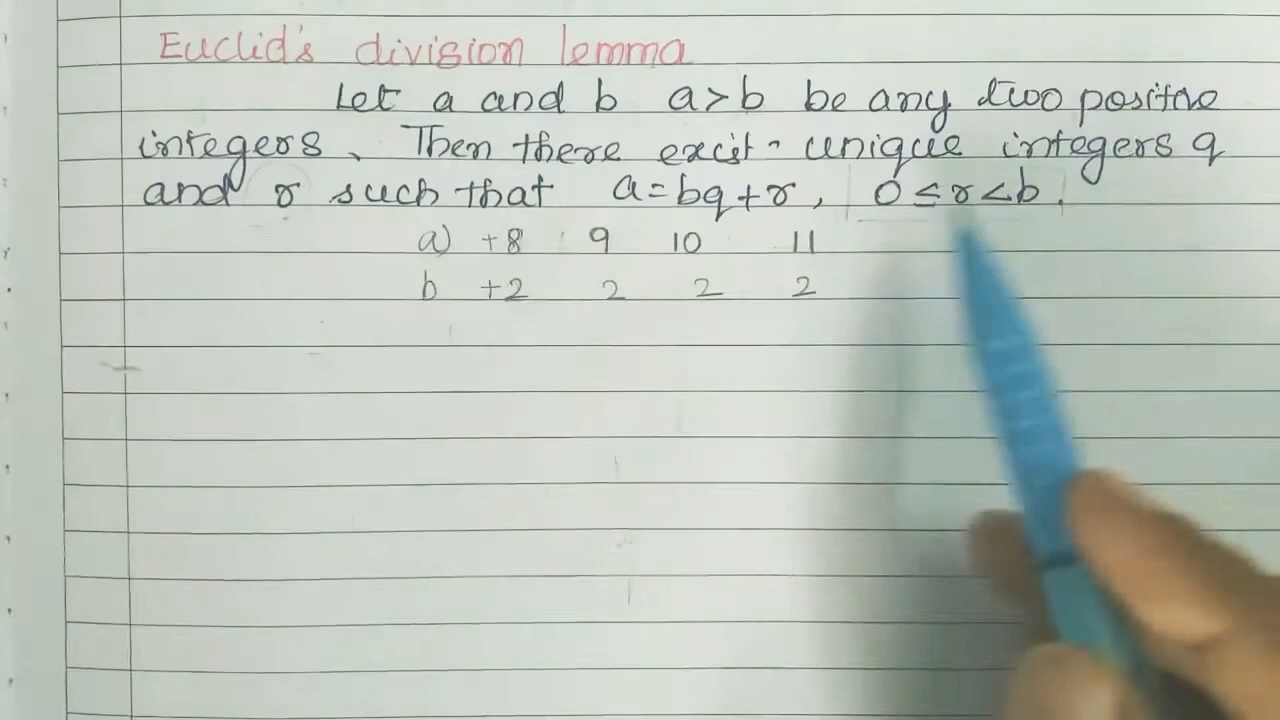 Euclid's division lemma
Let a and b a>b be any two positive
integers. Then there excit - unique integers q
and r such that a=bq+r, 0≤r<b.
a) +8 9 10 11
b +2 2 2 2